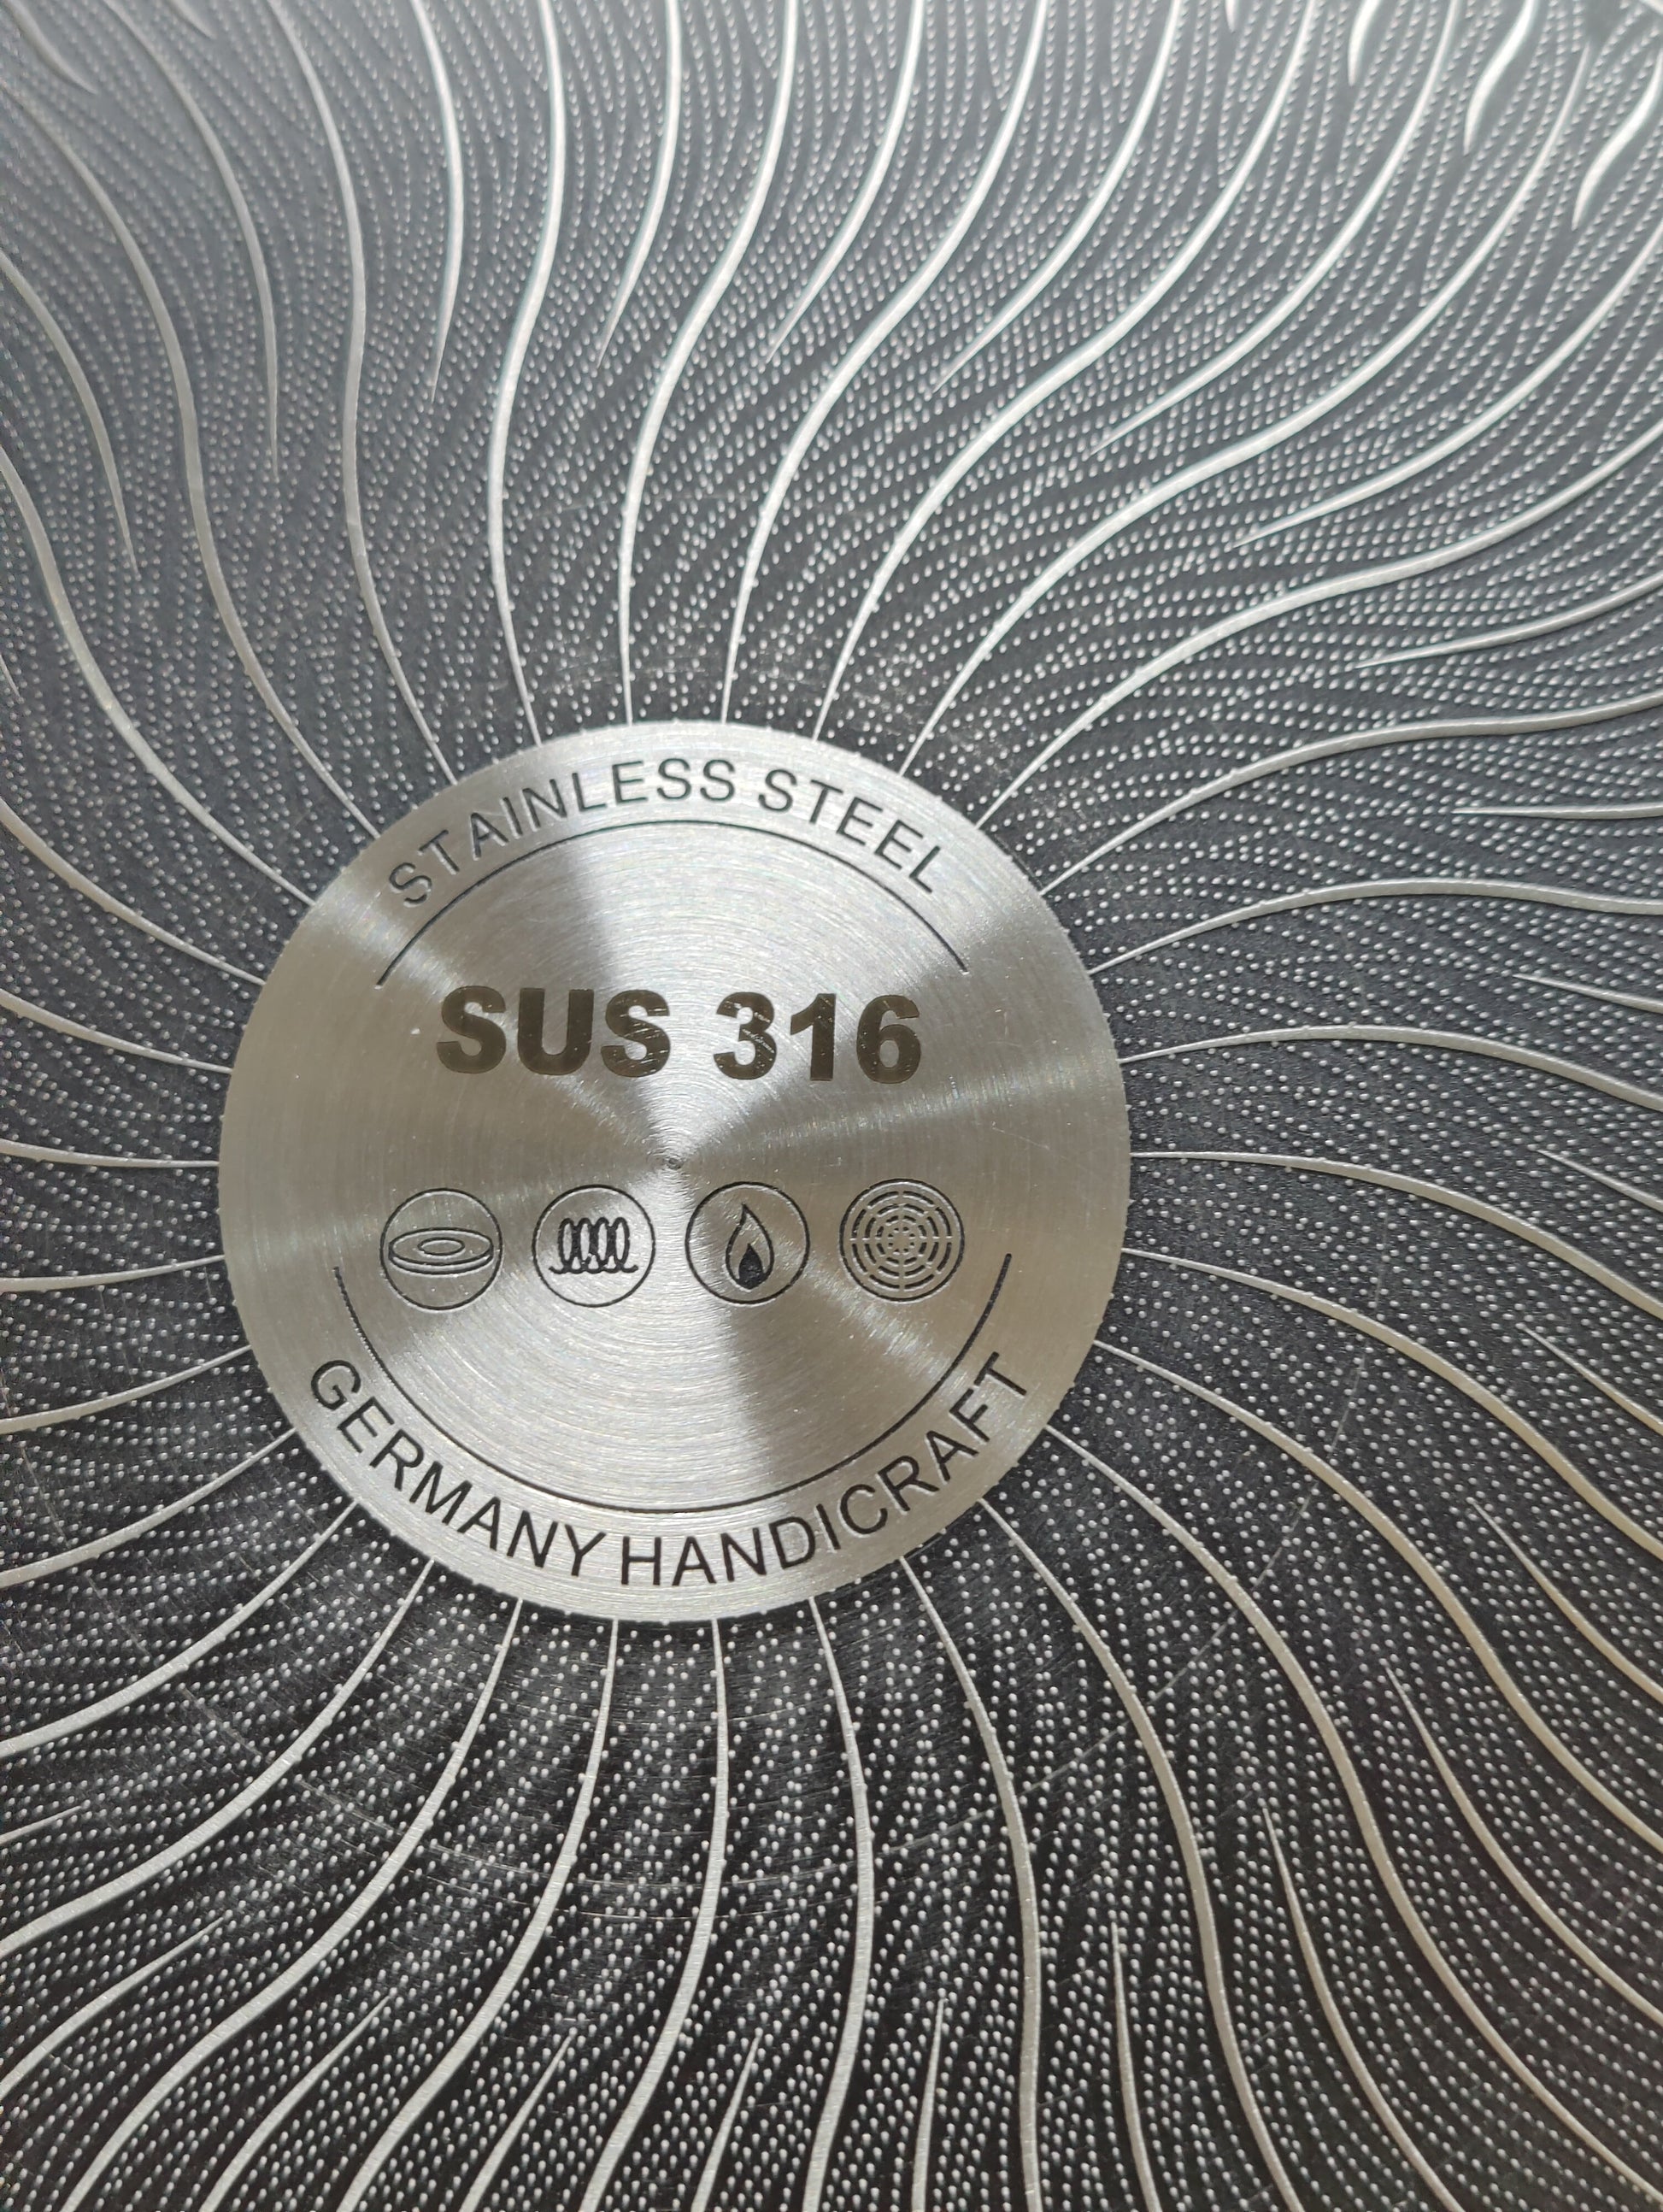 STAINLESS STEEL
SUS 316
GERMANY HANDICRAFT